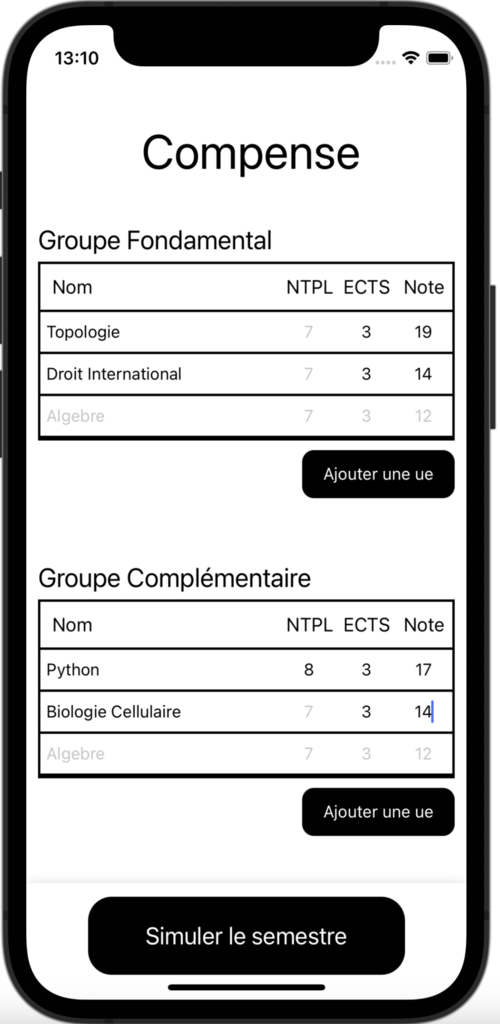 13:10
Compense
Groupe Fondamental
Nom NTPL ECTS Note
Topologie 7 3 19
Droit International 7 3 14
Algebre 7 3 12
Ajouter une ue
Groupe Complémentaire
Nom NTPL ECTS Note
Python 8 3 17
Biologie Cellulaire 7 3 14
Algebre 7 3 12
Ajouter une ue
Simuler le semestre